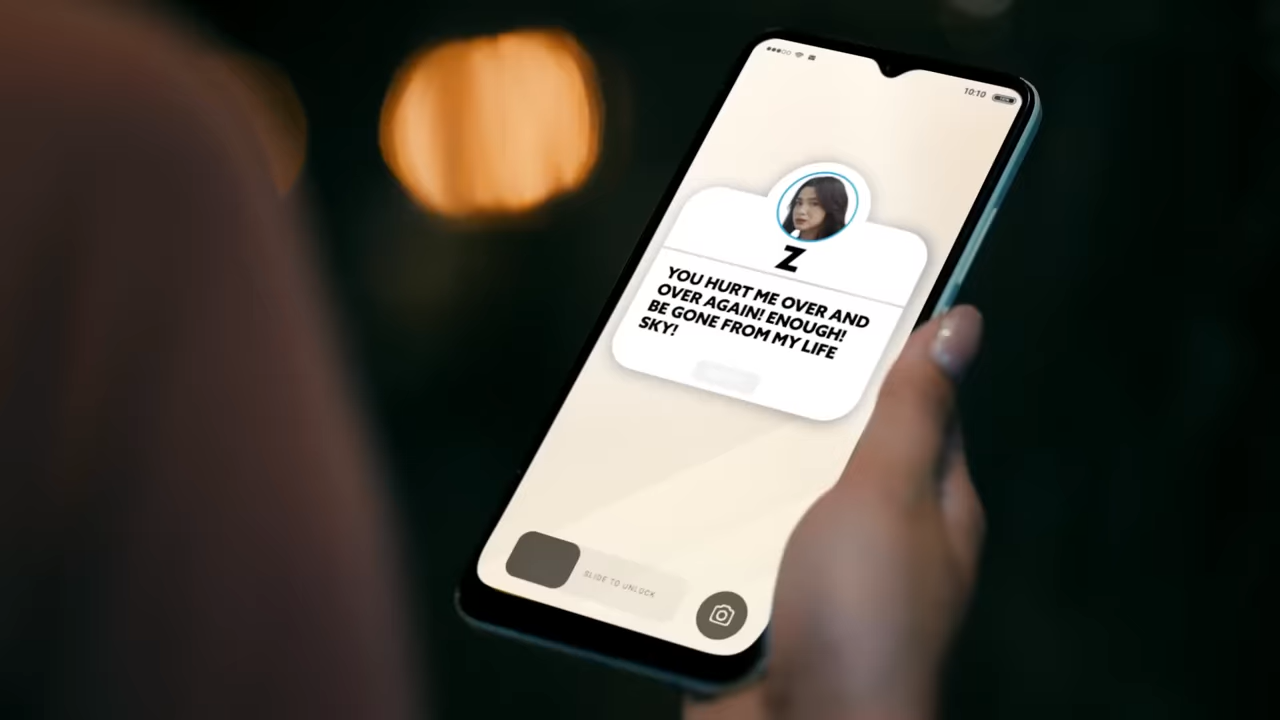 10:10
Z
YOU HURT ME OVER AND
OVER AGAIN! ENOUGH!
BE GONE FROM MY LIFE
SKY!
SLIDE TO UNLOCK